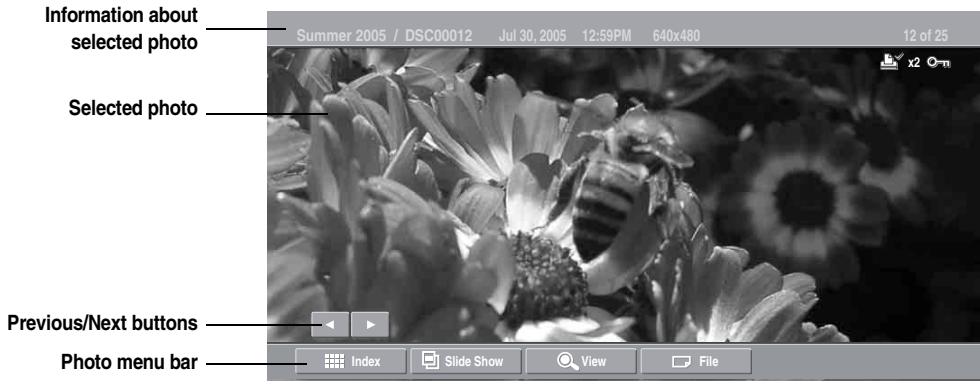 Information about
selected photo
Summer 2005 / DSC00012 Jul 30, 2005 12:59PM 640x480 12 of 25
x2
Selected photo
Previous/Next buttons
Photo menu bar
Index Slide Show View File